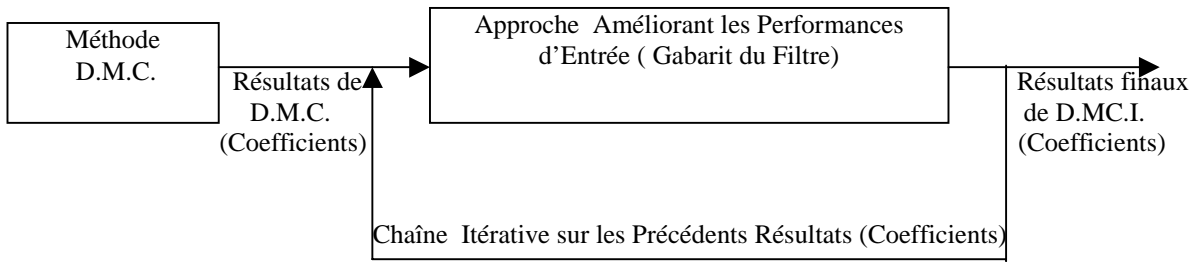 Méthode
D.M.C.
Résultats de
D.M.C.
(Coefficients)
Approche Améliorant les Performances
d’Entrée ( Gabarit du Filtre)
Résultats finaux
de D.MC.I.
(Coefficients)
Chaîne Itérative sur les Précédents Résultats (Coefficients)